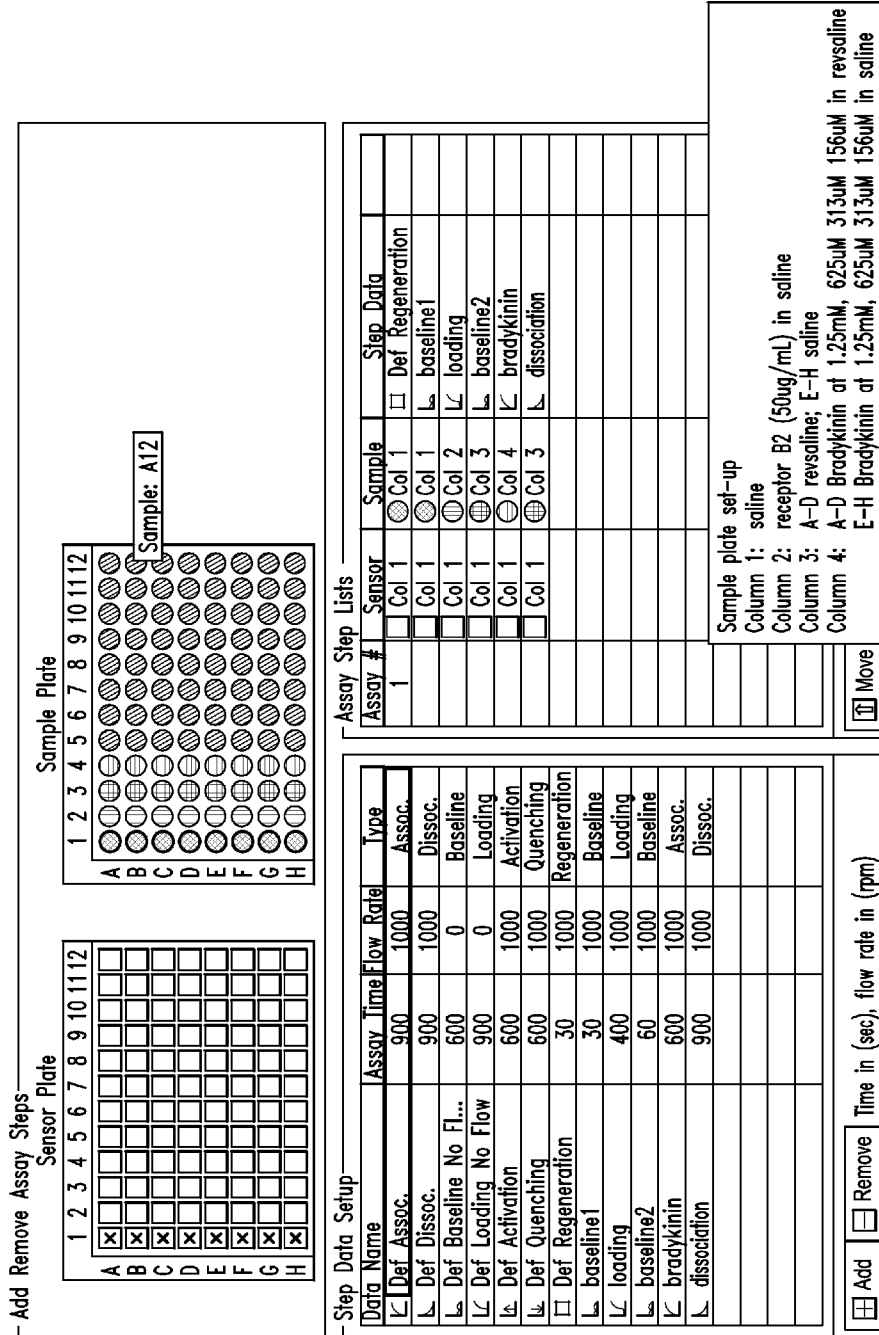 Add Remove Assay Steps
Sensor Plate
1 2 3 4 5 6 7 8 9 10 11 12
A
B
C
D
E
F
G
H
Sample Plate
1 2 3 4 5 6 7 8 9 10 11 12
A
B
C
D
E
F
G
H
Sample: A12
Step Data Setup
Data Name Assay Time Flow Rate Type
Def Assoc. 900 1000 Assoc.
Def Dissoc. 900 1000 Dissoc.
Def Baseline No Fl... 600 0 Baseline
Def Loading No Flow 900 0 Loading
Def Activation 600 1000 Activation
Def Quenching 600 1000 Quenching
Def Regeneration 30 1000 Regeneration
baseline1 30 1000 Baseline
loading 400 1000 Loading
baseline2 60 1000 Baseline
bradykinin 600 1000 Assoc.
dissociation 900 1000 Dissoc.
Add Remove Time in (sec), flow rate in (rpm)
Assay Step Lists
Assay # Sensor Sample Step Data
1 Col 1 Col 1 Def Regeneration
Col 1 Col 1 baseline1
Col 1 Col 2 loading
Col 1 Col 3 baseline2
Col 1 Col 4 bradykinin
Col 1 Col 3 dissociation
Move
Sample plate set-up
Column 1: saline
Column 2: receptor B2 (50ug/mL) in saline
Column 3: A-D revsaline; E-H saline
Column 4: A-D Bradykinin at 1.25mM, 625uM 313uM 156uM in revsaline
E-H Bradykinin at 1.25mM, 625uM 313uM 156uM in saline